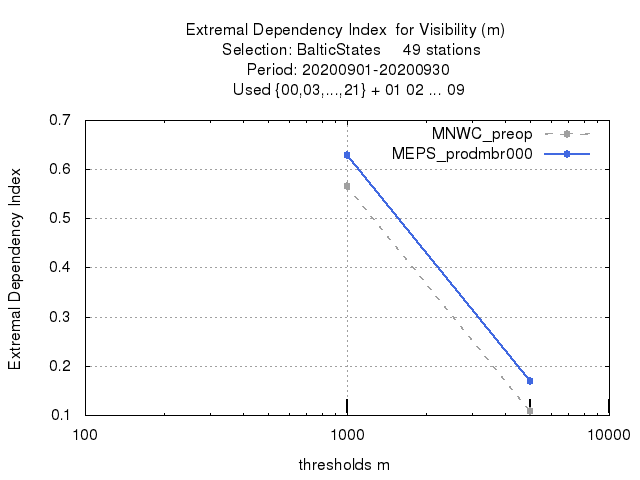 Extremal Dependency Index  for Visibility (m)
Selection: BalticStates     49 stations
Period: 20200901-20200930
Used {00,03,...,21} + 01 02 ... 09
MNWC_preop
MEPS_prodmbr000
Extremal Dependency Index
0.7
0.6
0.5
0.4
0.3
0.2
0.1
100
1000
10000
thresholds m